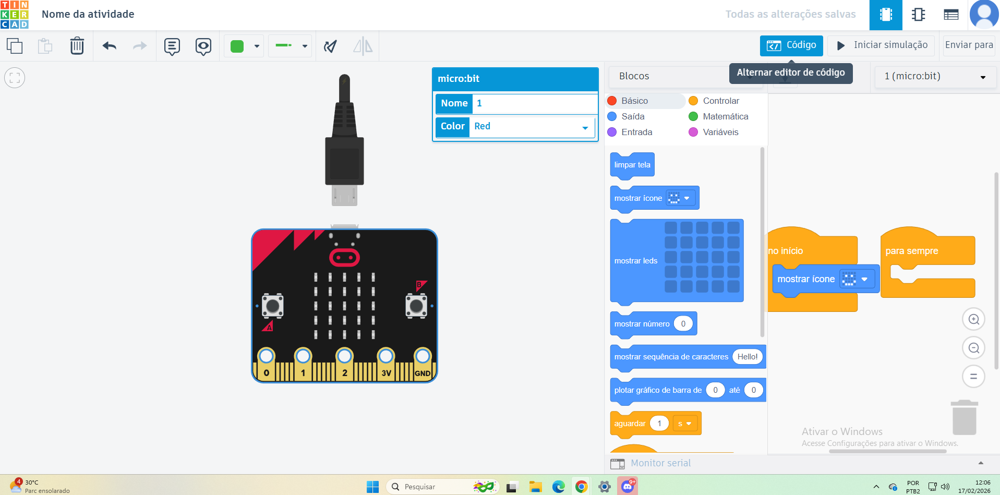 TIN
KER
CAD
Nome da atividade
Todas as alterações salvas
Código
Iniciar simulação
Enviar para
Alternar editor de código
micro:bit
Nome 1
Color Red
Blocos
1 (micro:bit)
Básico
Controlar
Saída
Matemática
Entrada
Variáveis
limpar tela
mostrar ícone
mostrar leds
mostrar número 0
mostrar sequência de caracteres Hello!
plotar gráfico de barra de 0 até 0
aguardar 1 s
no início
mostrar ícone
para sempre
B
A
0 1 2 3V GND
Ativar o Windows
Acesse Configurações para ativar o Windows.
Monitor serial
4
30°C
Parc ensolarado
Pesquisar
9+
POR
PTB2
12:06
17/02/2026